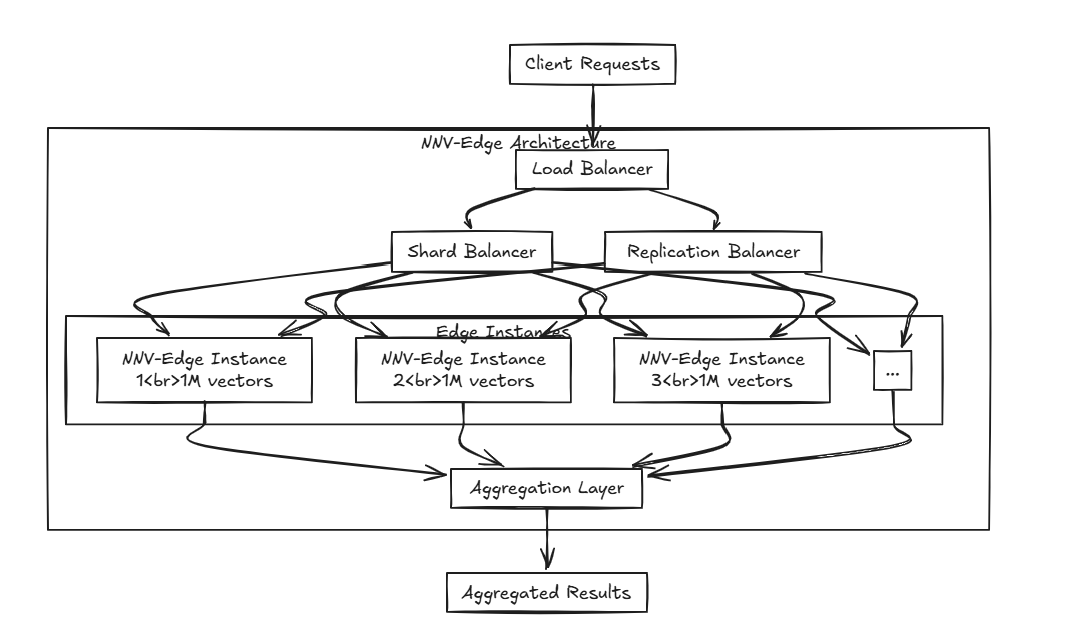 Client Requests
NNV-Edge Architecture
Load Balancer
Shard Balancer
Replication Balancer
Edge Instances
NNV-Edge Instance
1<br>1M vectors
NNV-Edge Instance
2<br>1M vectors
NNV-Edge Instance
3<br>1M vectors
...
Aggregation Layer
Aggregated Results